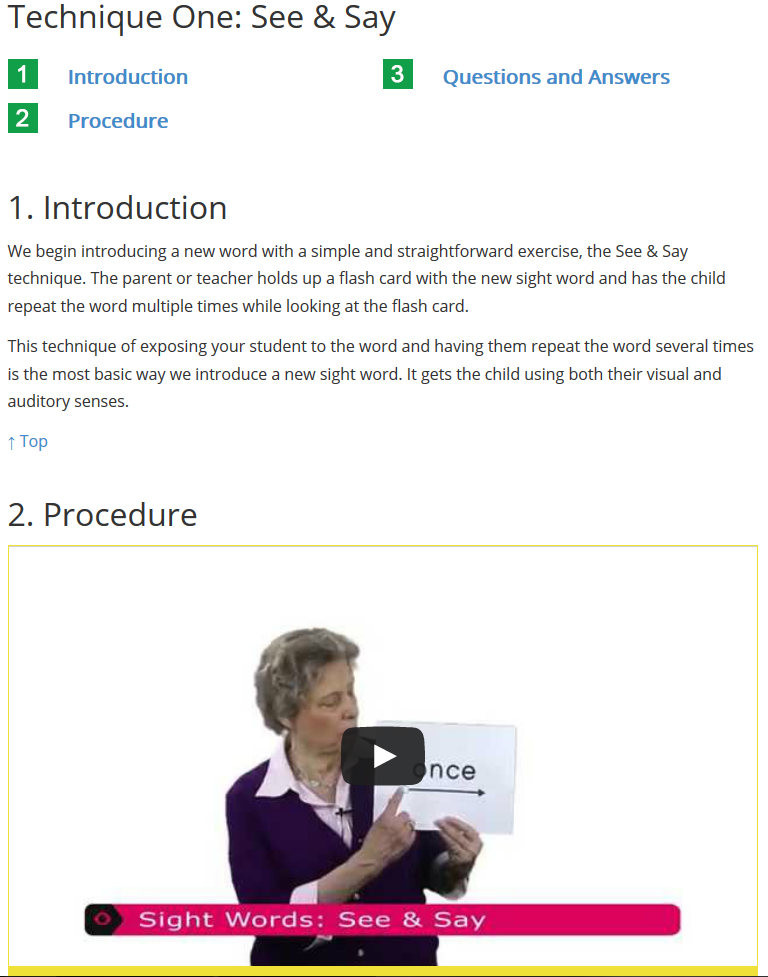 Technique One: See & Say
1 Introduction
2 Procedure
3 Questions and Answers
1. Introduction
We begin introducing a new word with a simple and straightforward exercise, the See & Say
technique. The parent or teacher holds up a flash card with the new sight word and has the child
repeat the word multiple times while looking at the flash card.
This technique of exposing your student to the word and having them repeat the word several times
is the most basic way we introduce a new sight word. It gets the child using both their visual and
auditory senses.
↑ Top
2. Procedure
once
Sight Words: See & Say